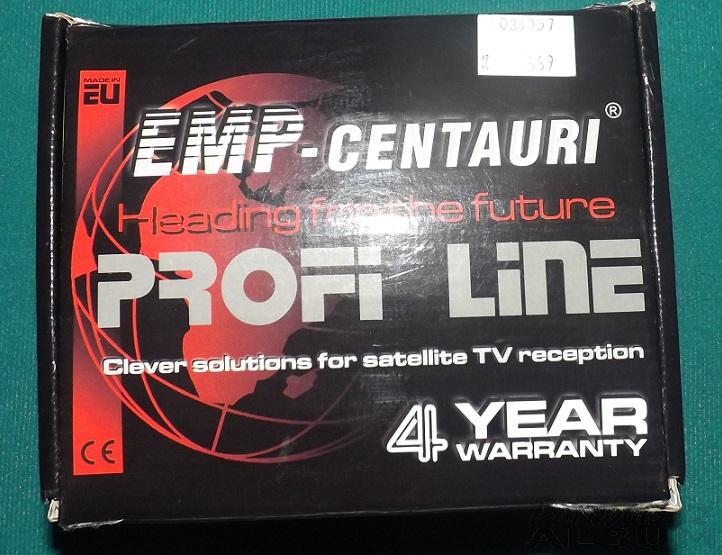 MADE IN
EU
EMP-CENTAURI®
Heading for the future
PROFi LiNE
Clever solutions for satellite TV reception
4 YEAR
WARRANTY
CE